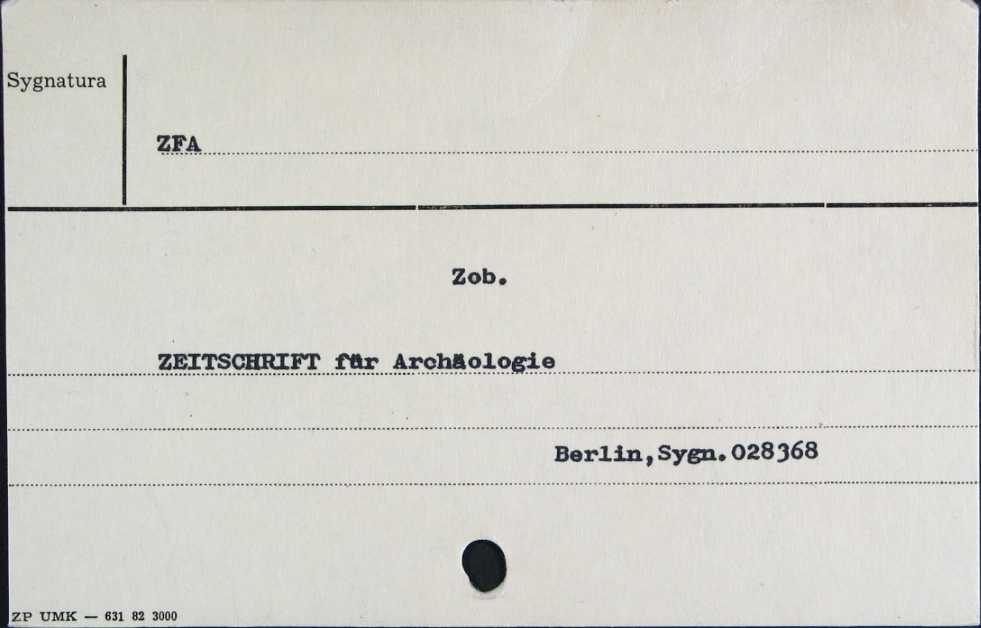 Sygnatura
ZFA
Zob.
ZEITSCHRIFT für Archäologie
Berlin,Sygn.028368
ZP UMK — 631 82 3000